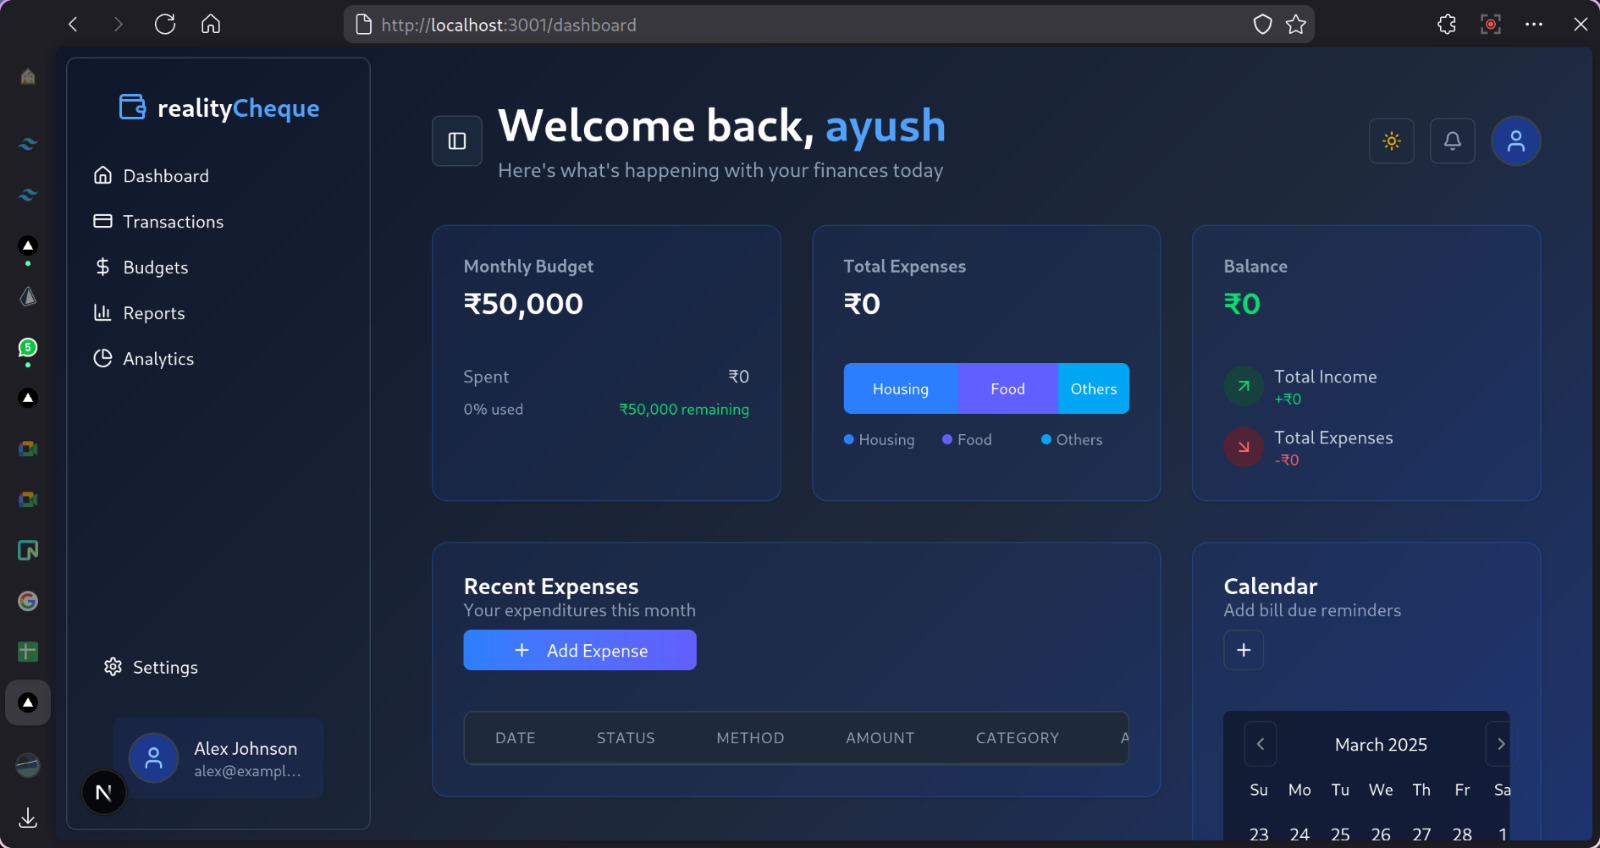 http://localhost:3001/dashboard
realityCheque
Dashboard
Transactions
Budgets
Reports
Analytics
Settings
Alex Johnson
alex@exampl...
N
5
Welcome back, ayush
Here's what's happening with your finances today
Monthly Budget
₹50,000
Spent ₹0
0% used ₹50,000 remaining
Total Expenses
₹0
Housing Food Others
Housing Food Others
Balance
₹0
Total Income
+₹0
Total Expenses
-₹0
Recent Expenses
Your expenditures this month
+ Add Expense
DATE STATUS METHOD AMOUNT CATEGORY A
Calendar
Add bill due reminders
+
March 2025
Su Mo Tu We Th Fr Sa
23 24 25 26 27 28 1